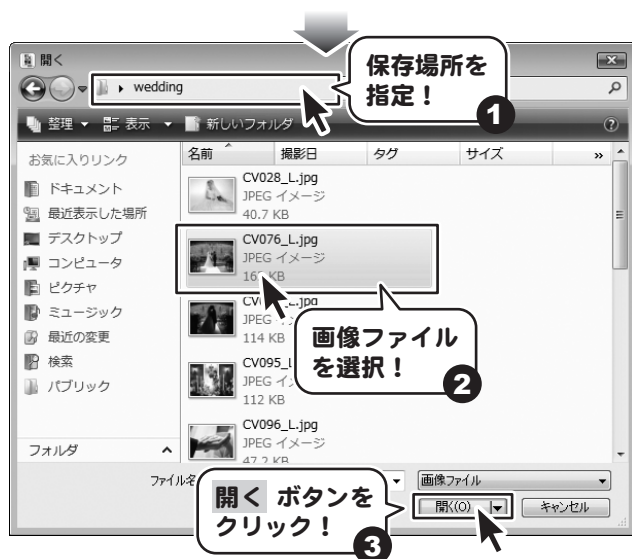 開く
wedding
保存場所を
指定！
1
整理 表示 新しいフォルダ
?
お気に入りリンク
ドキュメント
最近表示した場所
デスクトップ
コンピュータ
ピクチャ
ミュージック
最近の変更
検索
パブリック
フォルダ
名前 撮影日 タグ サイズ »
CV028_L.jpg
JPEG イメージ
40.7 KB
CV076_L.jpg
JPEG イメージ
KB
JPEG
114 KB
画像ファイル
を選択！
2
CV095_
JPEG
112 KB
CV096_L.jpg
JPEG イメージ
47.2 KB
ファイル名
画像ファイル
開く(O) キャンセル
開く ボタンを
クリック！
3